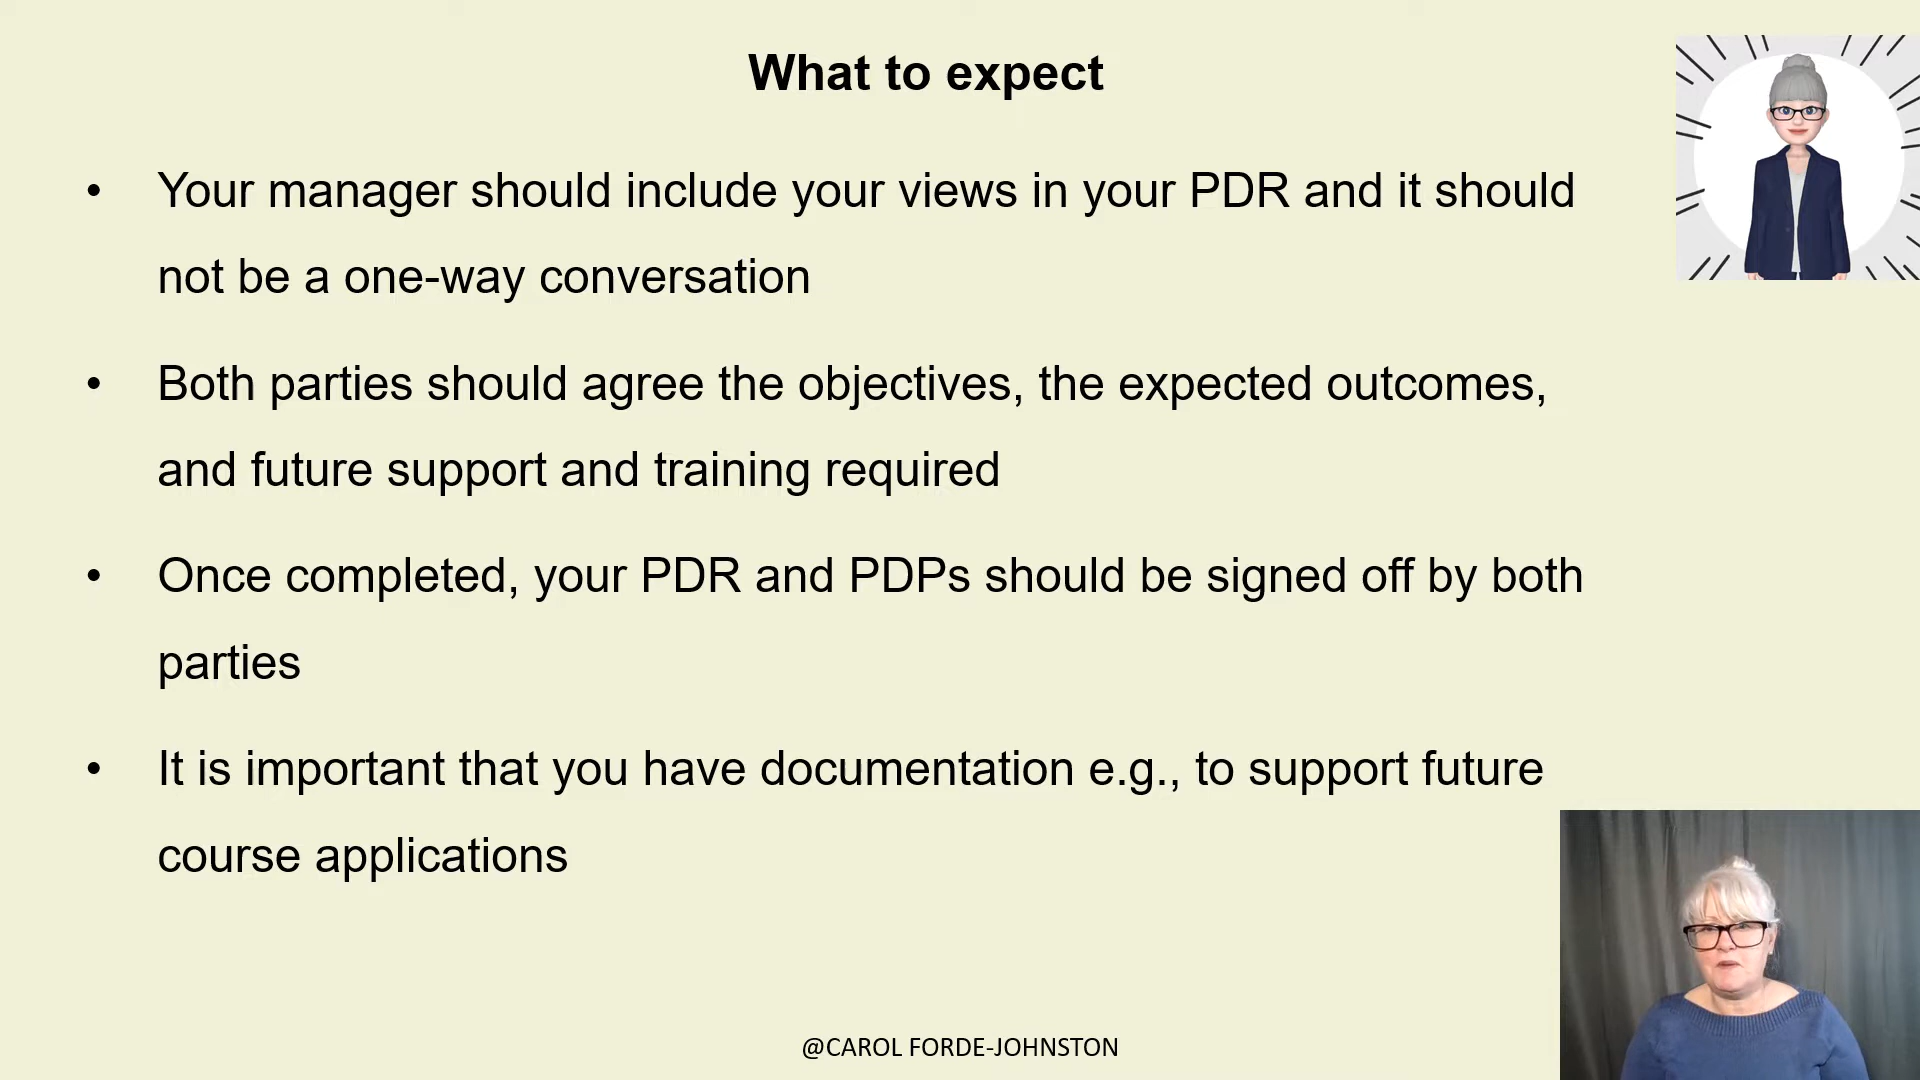 What to expect
• Your manager should include your views in your PDR and it should
not be a one-way conversation
• Both parties should agree the objectives, the expected outcomes,
and future support and training required
• Once completed, your PDR and PDPs should be signed off by both
parties
• It is important that you have documentation e.g., to support future
course applications
@CAROL FORDE-JOHNSTON